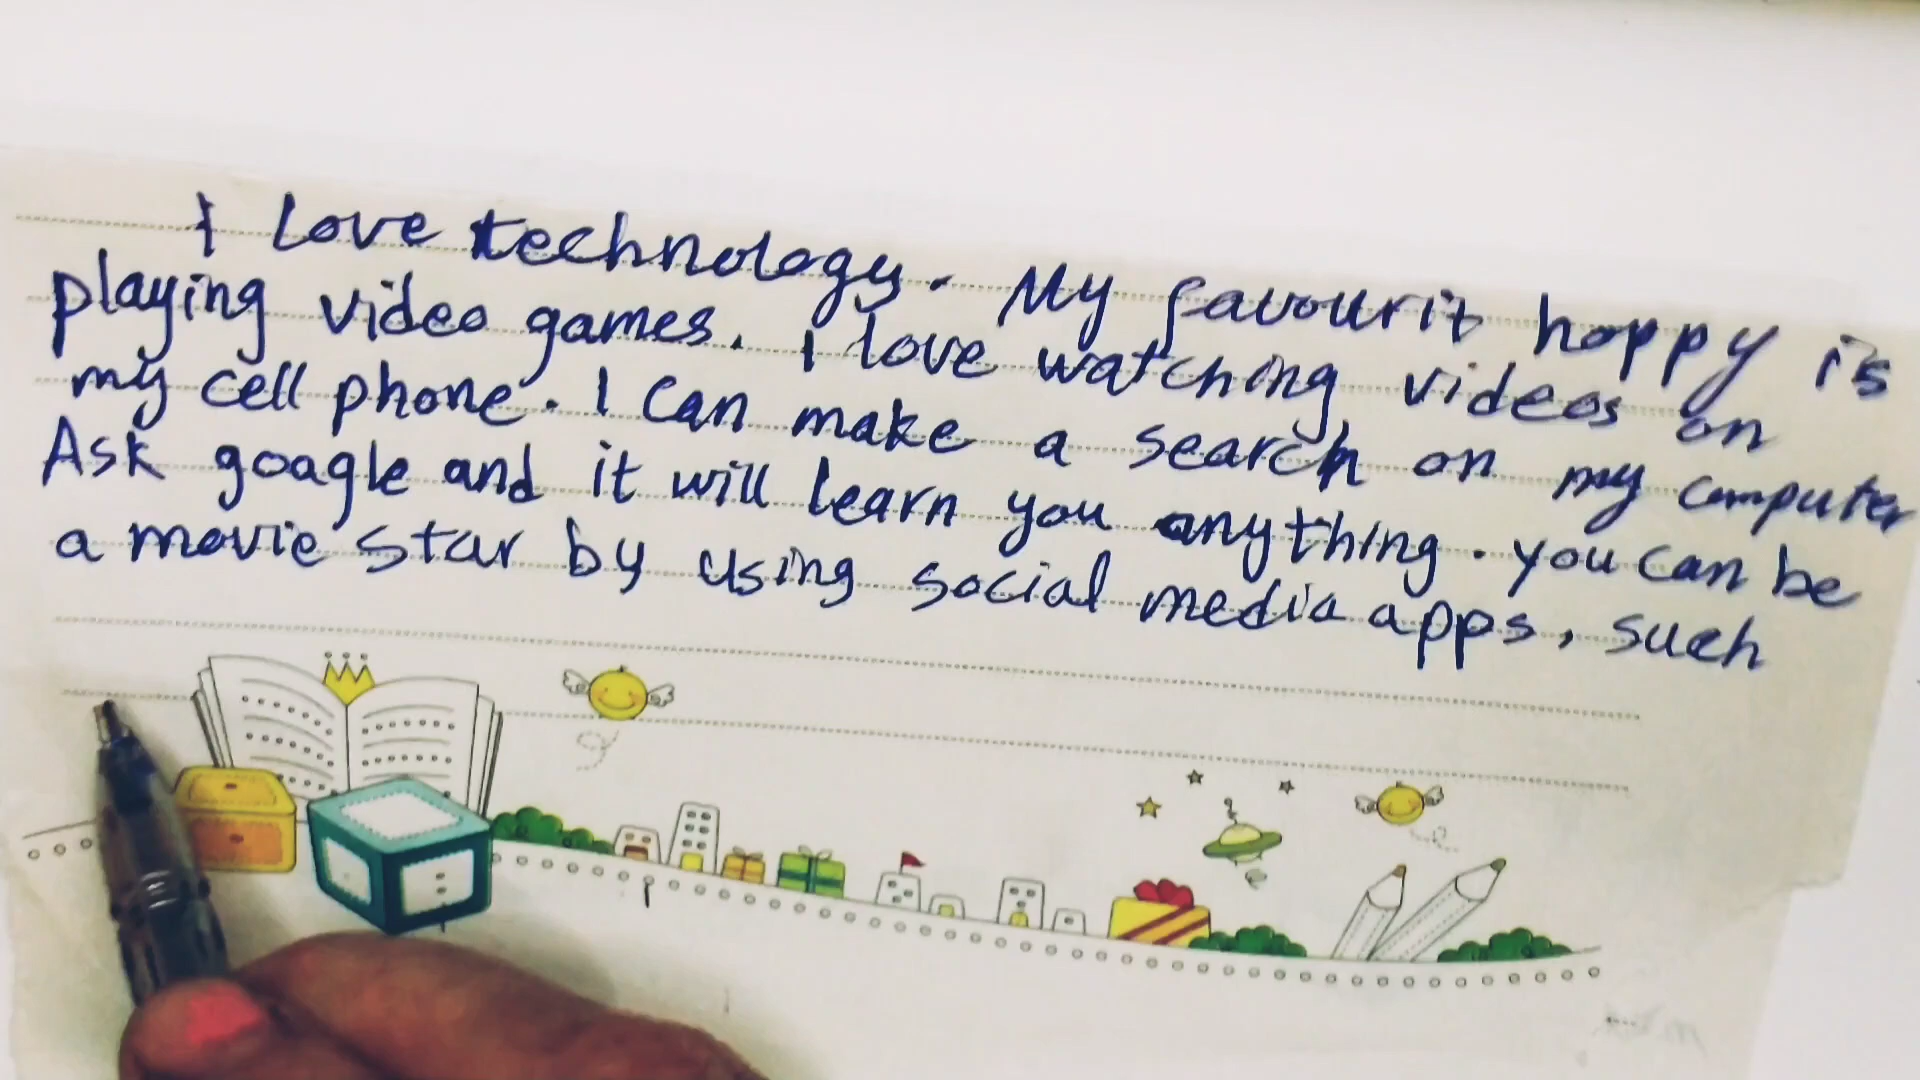 I Love technology. My favourit hoppy is
playing video games. I love watching videos on
my cell phone. I can make a search on my computer
Ask google and it will learn you anything. you can be
a movie star by using social media apps, such